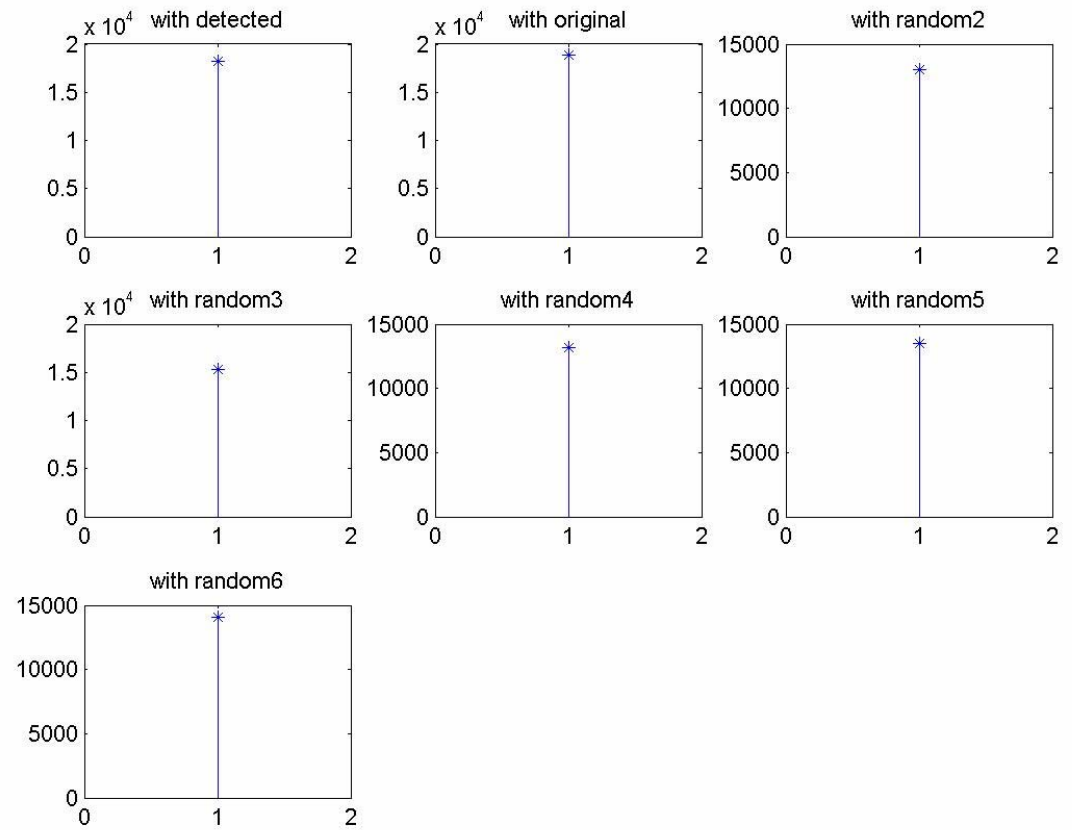 x 10^4 with detected
2
1.5
1
0.5
0
0 1 2
x 10^4 with original
2
1.5
1
0.5
0
0 1 2
with random2
15000
10000
5000
0
0 1 2
x 10^4 with random3
2
1.5
1
0.5
0
0 1 2
with random4
15000
10000
5000
0
0 1 2
with random5
15000
10000
5000
0
0 1 2
with random6
15000
10000
5000
0
0 1 2